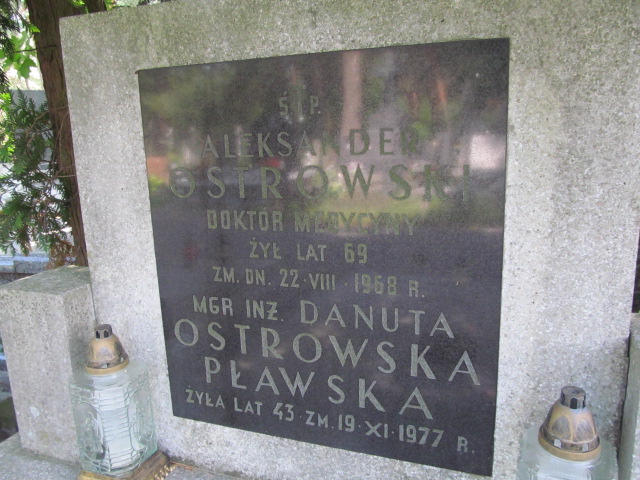 Ś. P.
ALEKSANDER
OSTROWSKI
DOKTÓR MEDYCYNY
ŻYŁ LAT 69
ZM. DN. 22·VIII·1968 R.
MGR INŻ. DANUTA
OSTROWSKA
PŁAWSKA
ŻYŁA LAT 43·ZM·19·XI·1977 R.